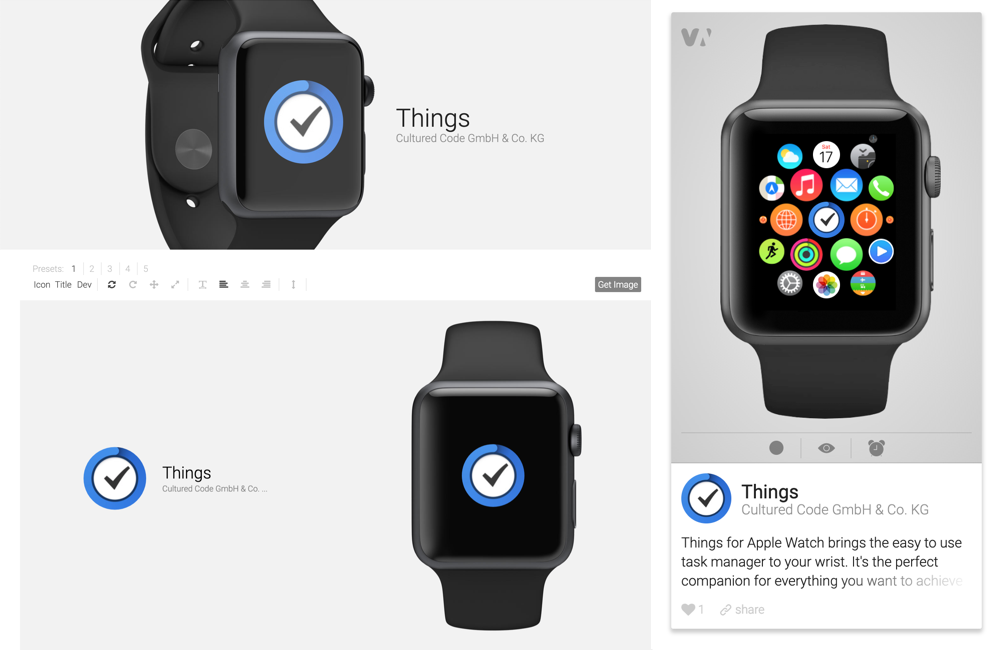 Things
Cultured Code GmbH & Co. KG
Presets: 1 2 3 4 5
Icon Title Dev
Get Image
Things
Cultured Code GmbH & Co. ...
17
Things
Cultured Code GmbH & Co. KG
Things for Apple Watch brings the easy to use
task manager to your wrist. It's the perfect
companion for everything you want to achieve
1 share